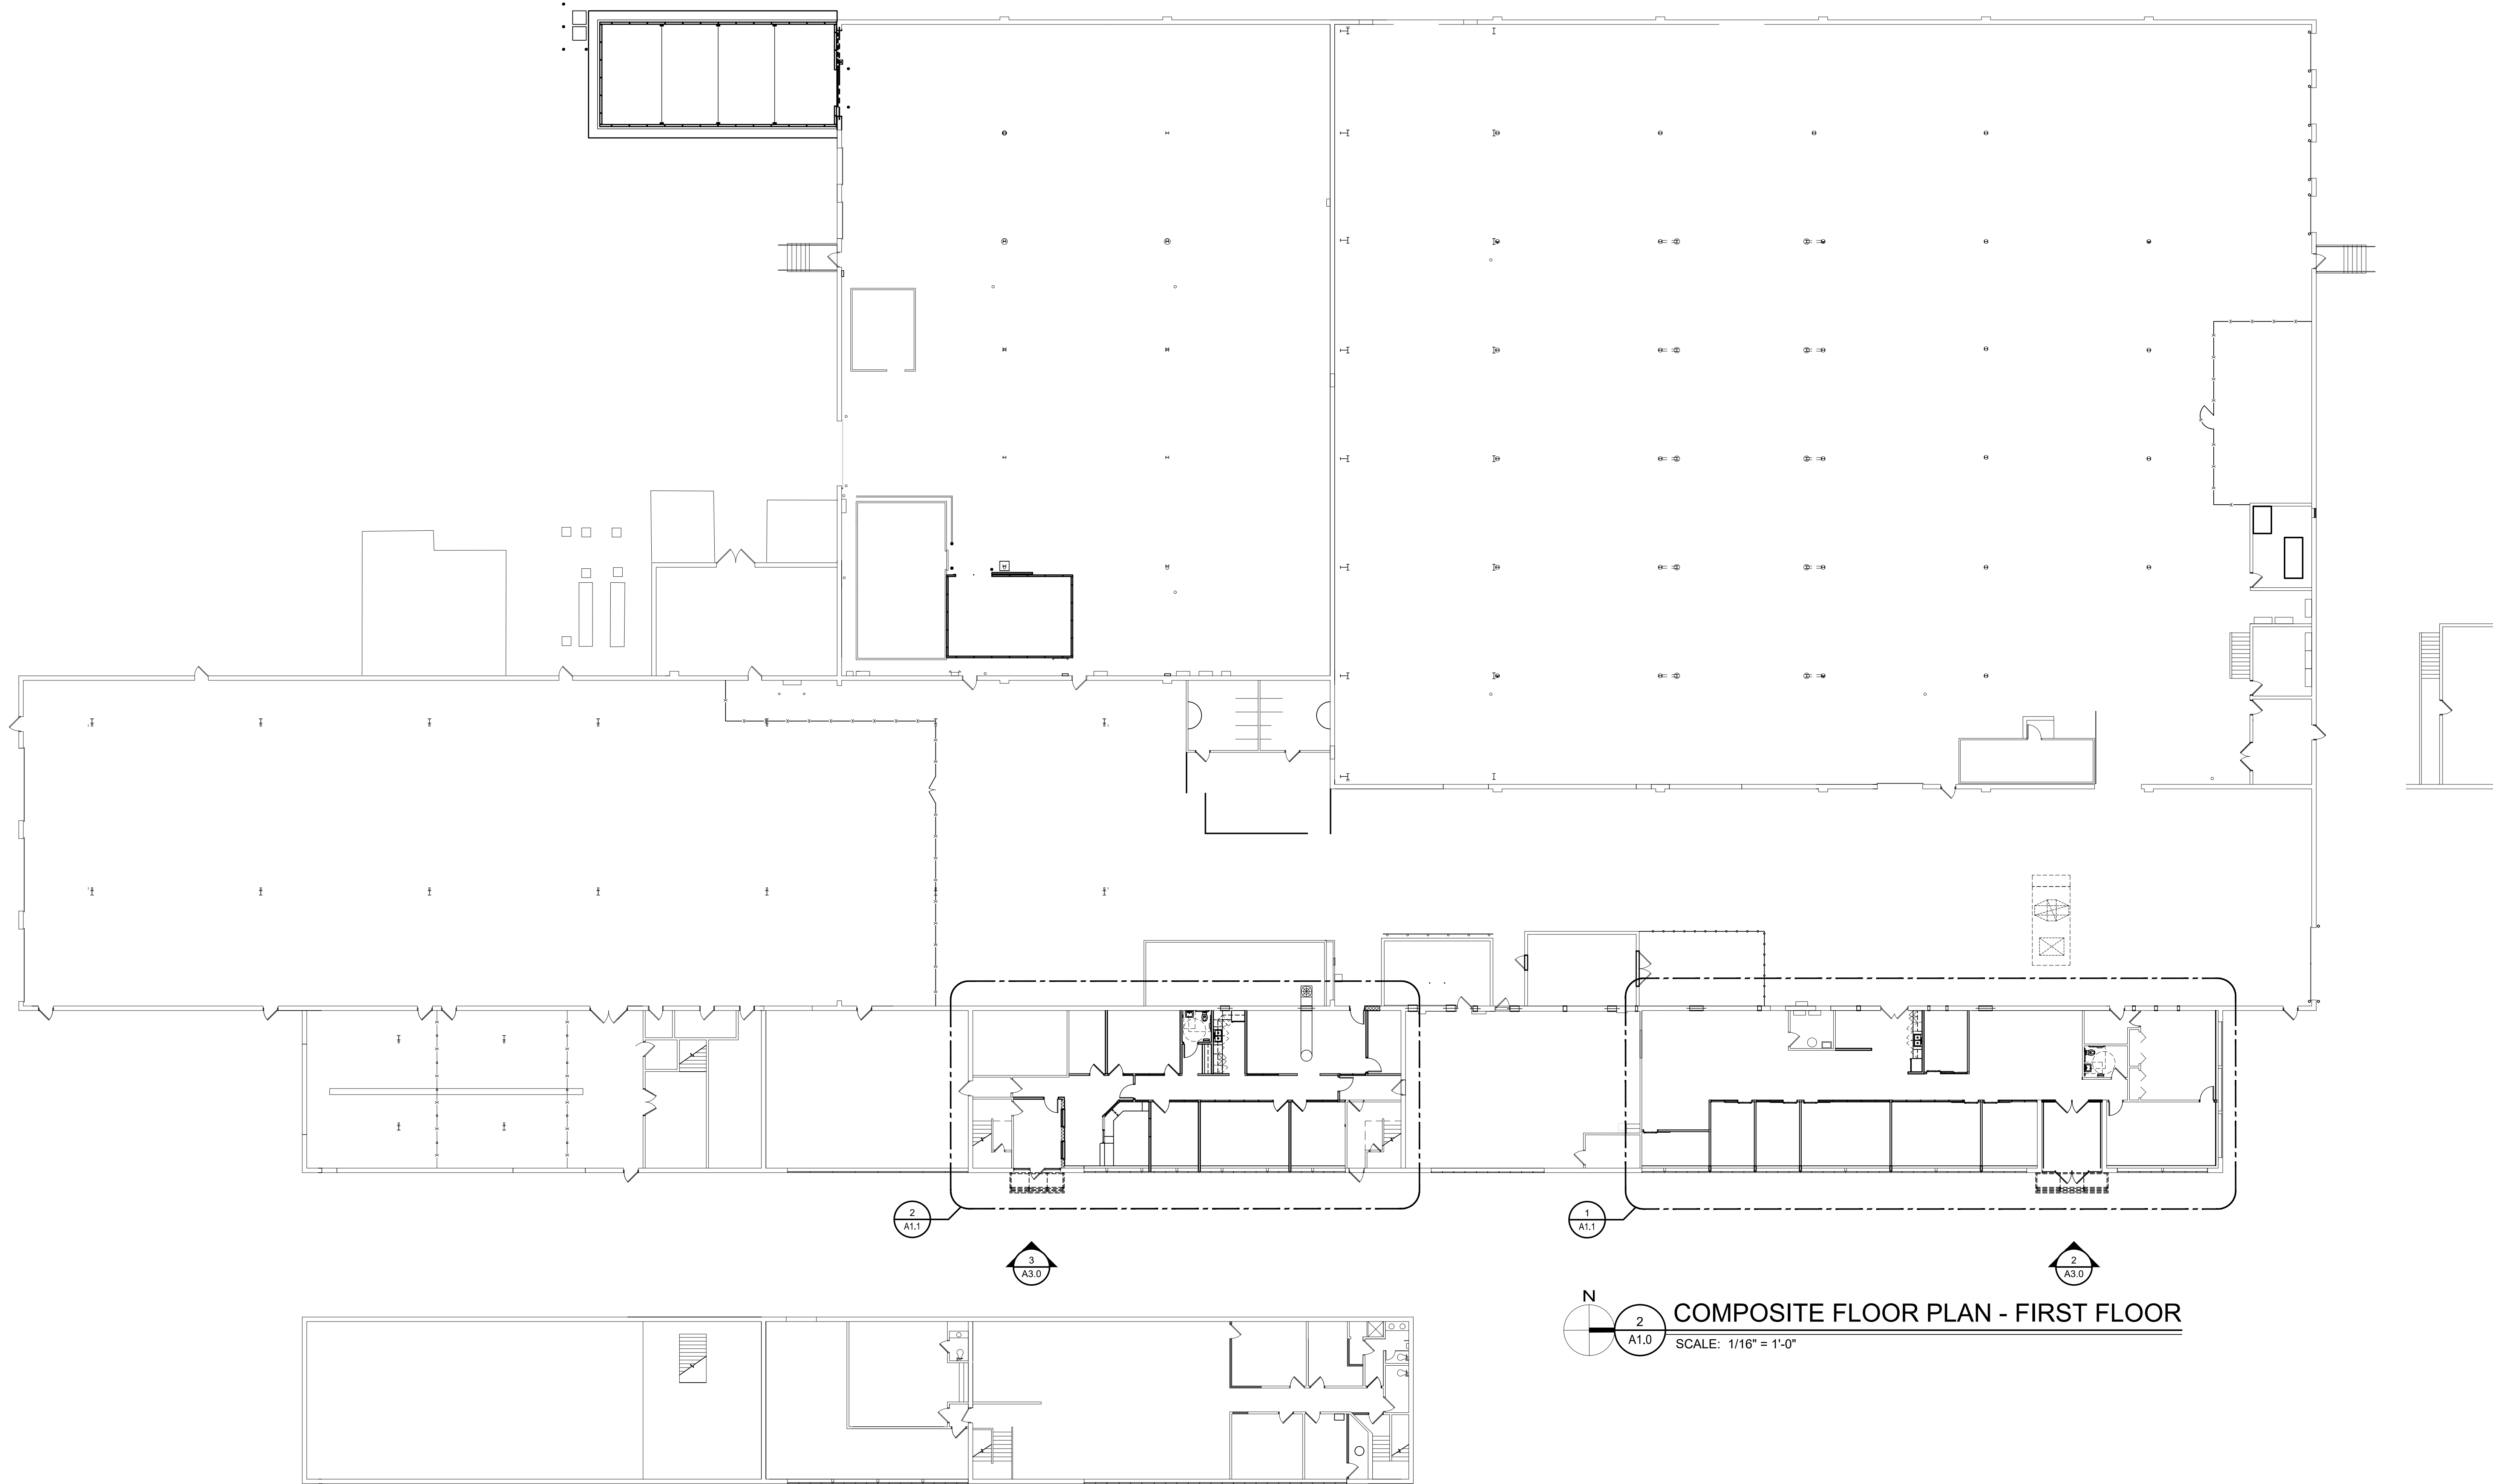 2
A1.1
1
A1.1
3
A3.0
2
A3.0
N
2
A1.0
COMPOSITE FLOOR PLAN - FIRST FLOOR
SCALE: 1/16" = 1'-0"